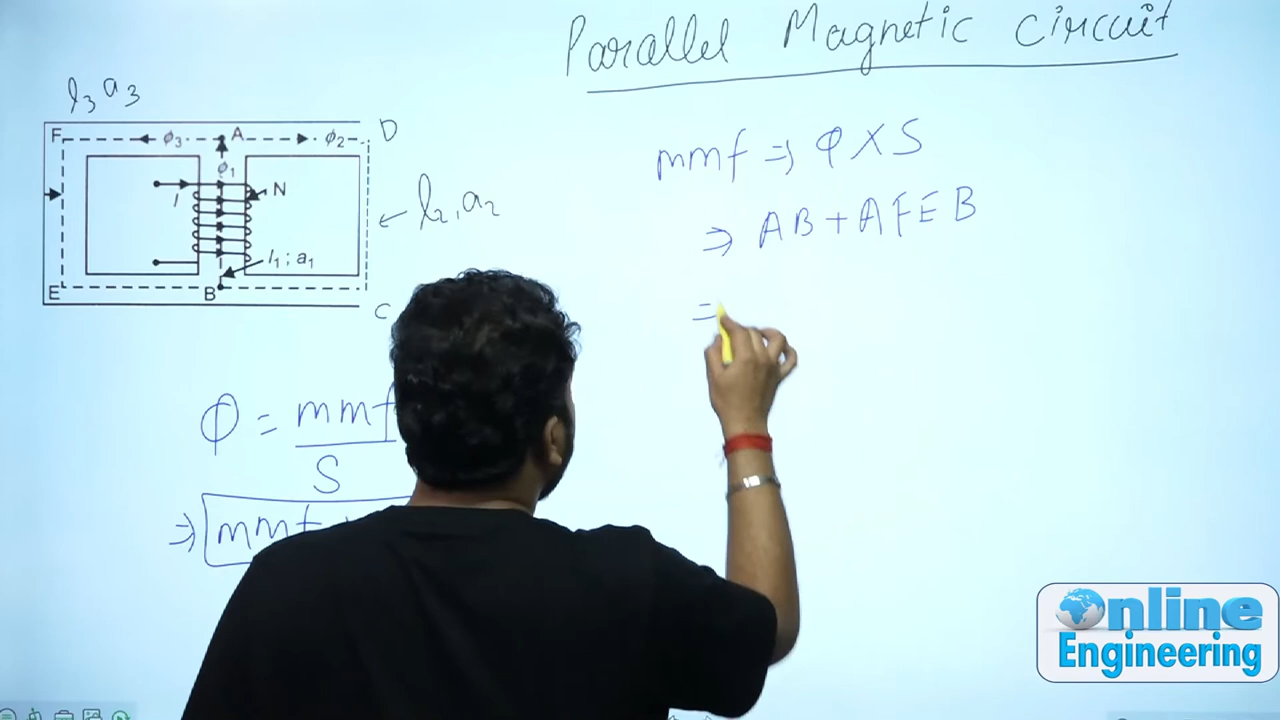 Parallel Magnetic Circuit
l3 a3
F ϕ3 A ϕ2 D
ϕ1
I N
l2, a2
l1 ; a1
E B C
mmf ⇒ ϕ X S
⇒ AB + AFEB
=
ϕ = mmf
S
⇒ mmf
Online
Engineering